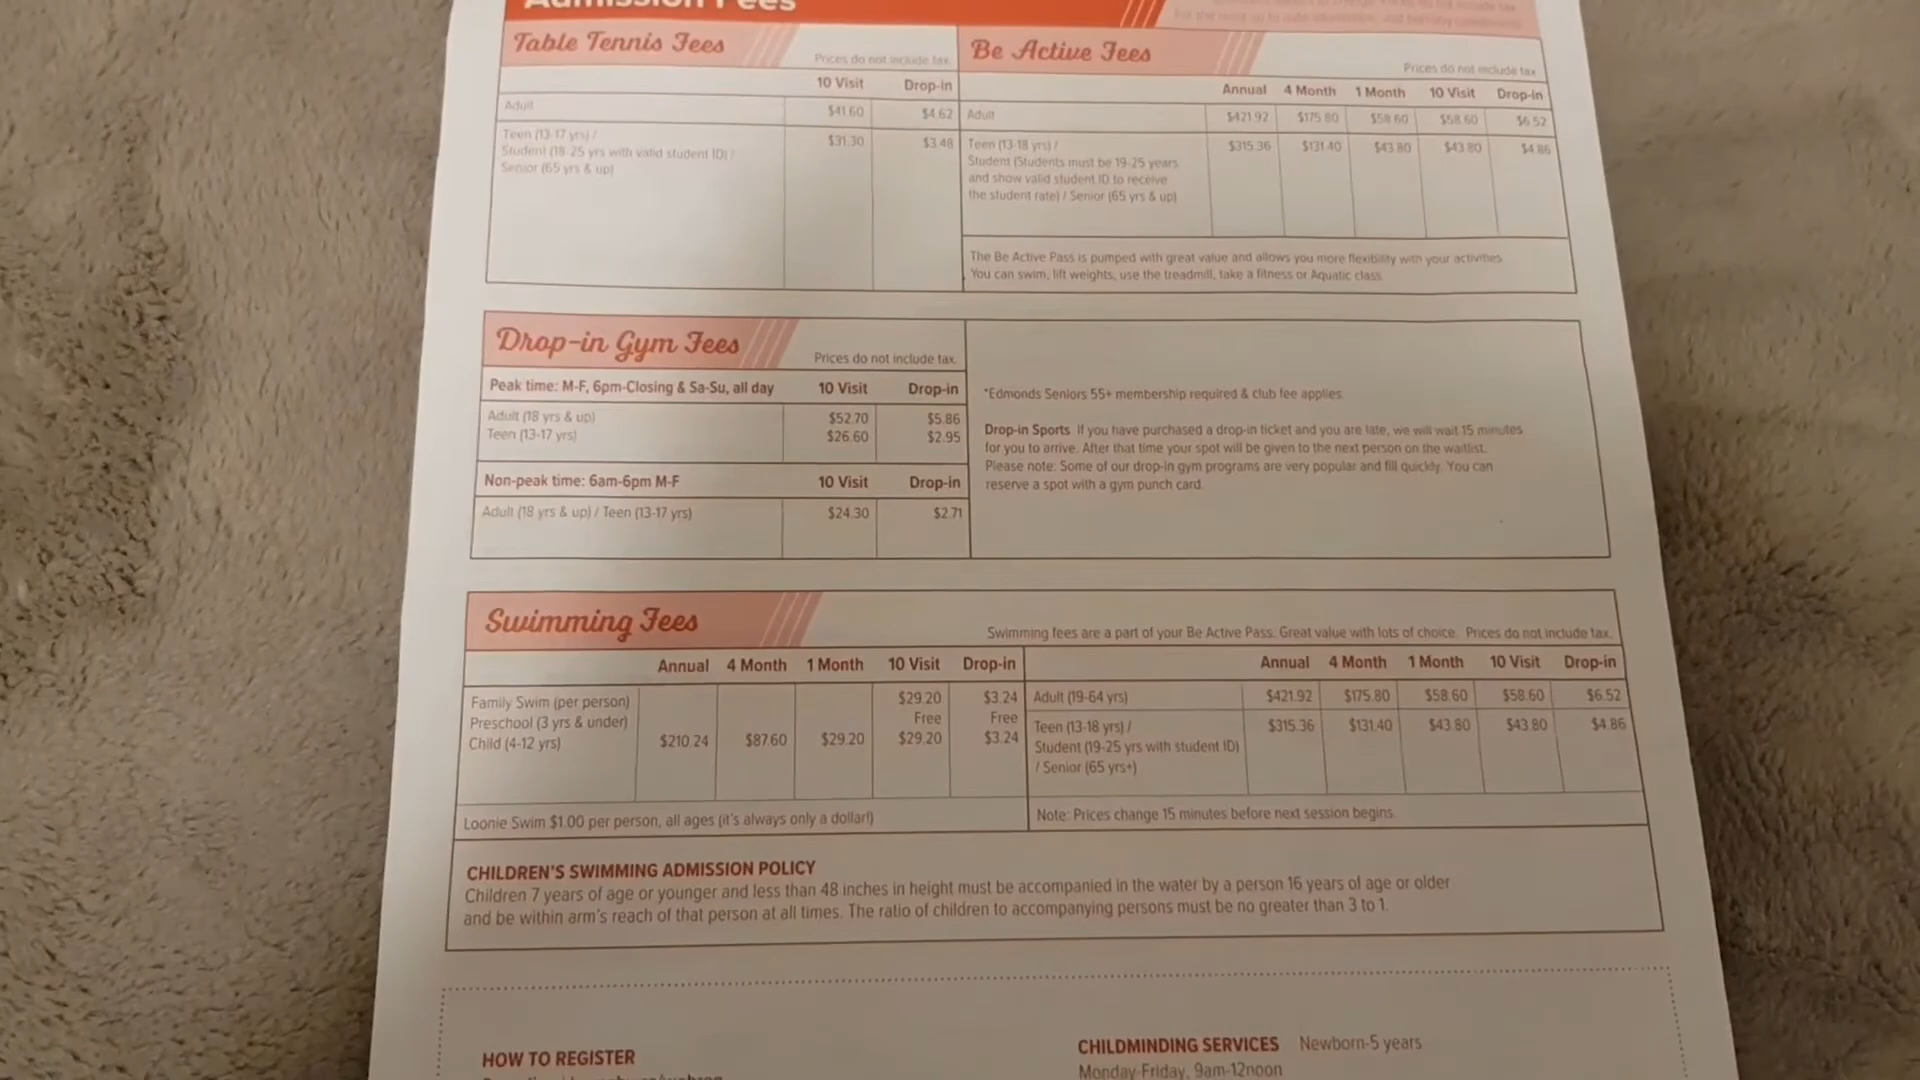 Admission Fees
Table Tennis Fees
Prices do not include tax.
10 Visit Drop-in
Adult $41.60 $4.62
Teen (13-17 yrs) / $31.30 $3.48
Student (18-25 yrs with valid student ID) /
Senior (65 yrs & up)
Be Active Fees
Prices do not include tax.
Annual 4 Month 1 Month 10 Visit Drop-in
Adult $421.92 $175.80 $58.60 $58.60 $6.52
Teen (13-18 yrs) / $315.36 $131.40 $43.80 $43.80 $4.86
Student (Students must be 19-25 years
and show valid student ID to receive
the student rate) / Senior (65 yrs & up)
The Be Active Pass is pumped with great value and allows you more flexibility with your activities.
You can swim, lift weights, use the treadmill, take a fitness or Aquatic class.
Drop-in Gym Fees
Prices do not include tax.
Peak time: M-F, 6pm-Closing & Sa-Su, all day 10 Visit Drop-in
Adult (18 yrs & up) $52.70 $5.86
Teen (13-17 yrs) $26.60 $2.95
Non-peak time: 6am-6pm M-F 10 Visit Drop-in
Adult (18 yrs & up) / Teen (13-17 yrs) $24.30 $2.71
*Edmonds Seniors 55+ membership required & club fee applies.
Drop-in Sports If you have purchased a drop-in ticket and you are late, we will wait 15 minutes
for you to arrive. After that time your spot will be given to the next person on the waitlist.
Please note: Some of our drop-in gym programs are very popular and fill quickly. You can
reserve a spot with a gym punch card.
Swimming Fees
Swimming fees are a part of your Be Active Pass. Great value with lots of choice. Prices do not include tax.
Annual 4 Month 1 Month 10 Visit Drop-in
Family Swim (per person) $29.20 $3.24
Preschool (3 yrs & under) Free Free
Child (4-12 yrs) $210.24 $87.60 $29.20 $29.20 $3.24
Loonie Swim $1.00 per person, all ages (it's always only a dollar!)
Annual 4 Month 1 Month 10 Visit Drop-in
Adult (19-64 yrs) $421.92 $175.80 $58.60 $58.60 $6.52
Teen (13-18 yrs) / $315.36 $131.40 $43.80 $43.80 $4.86
Student (19-25 yrs with student ID)
/ Senior (65 yrs+)
Note: Prices change 15 minutes before next session begins.
CHILDREN'S SWIMMING ADMISSION POLICY
Children 7 years of age or younger and less than 48 inches in height must be accompanied in the water by a person 16 years of age or older
and be within arm's reach of that person at all times. The ratio of children to accompanying persons must be no greater than 3 to 1.
HOW TO REGISTER
CHILDMINDING SERVICES Newborn-5 years
Monday-Friday, 9am-12noon